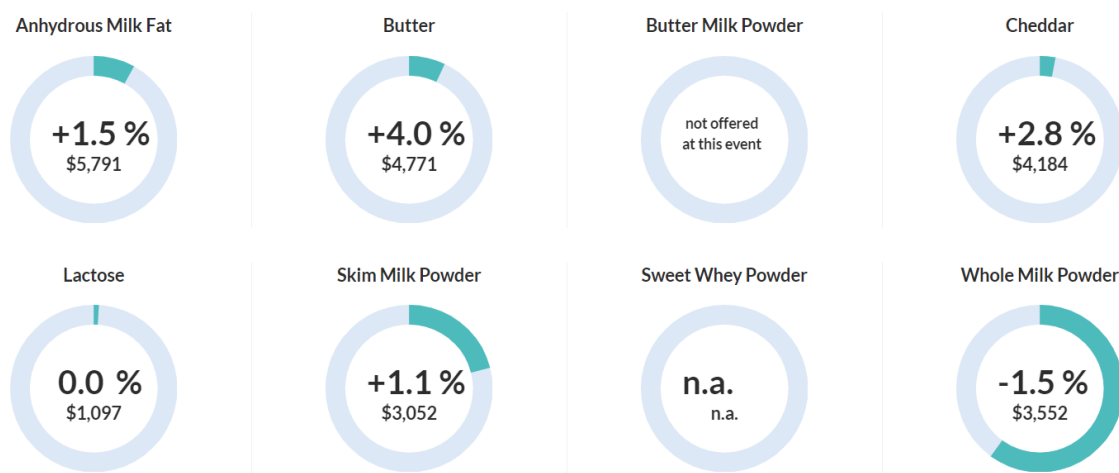 Anhydrous Milk Fat
Butter
Butter Milk Powder
Cheddar
+1.5 %
$5,791
+4.0 %
$4,771
not offered
at this event
+2.8 %
$4,184
Lactose
Skim Milk Powder
Sweet Whey Powder
Whole Milk Powder
0.0 %
$1,097
+1.1 %
$3,052
n.a.
n.a.
-1.5 %
$3,552